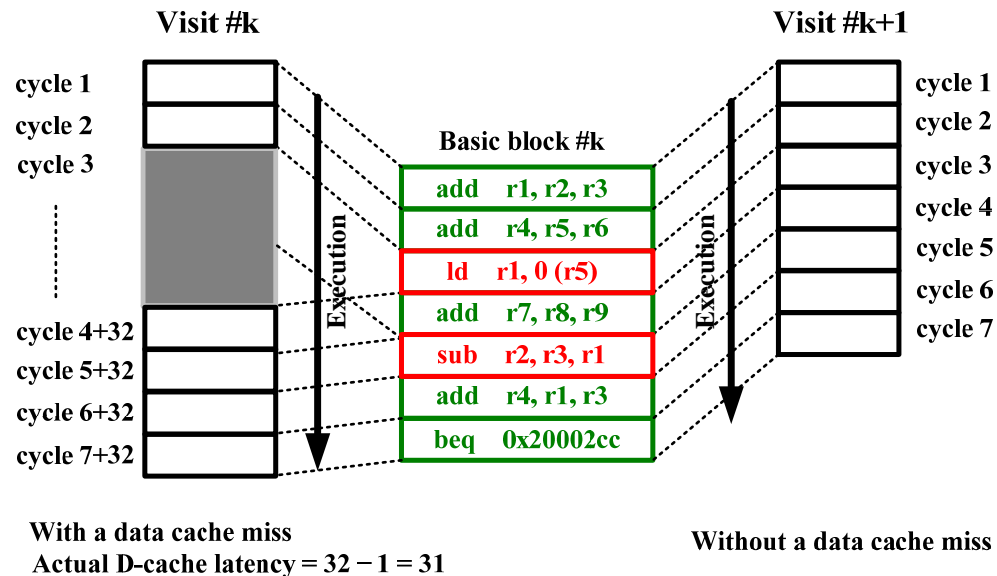 Visit #k
Visit #k+1
cycle 1
cycle 2
cycle 3
cycle 4+32
cycle 5+32
cycle 6+32
cycle 7+32
Execution
Basic block #k
add r1, r2, r3
add r4, r5, r6
ld r1, 0 (r5)
add r7, r8, r9
sub r2, r3, r1
add r4, r1, r3
beq 0x20002cc
Execution
cycle 1
cycle 2
cycle 3
cycle 4
cycle 5
cycle 6
cycle 7
With a data cache miss
Actual D-cache latency = 32 − 1 = 31
Without a data cache miss